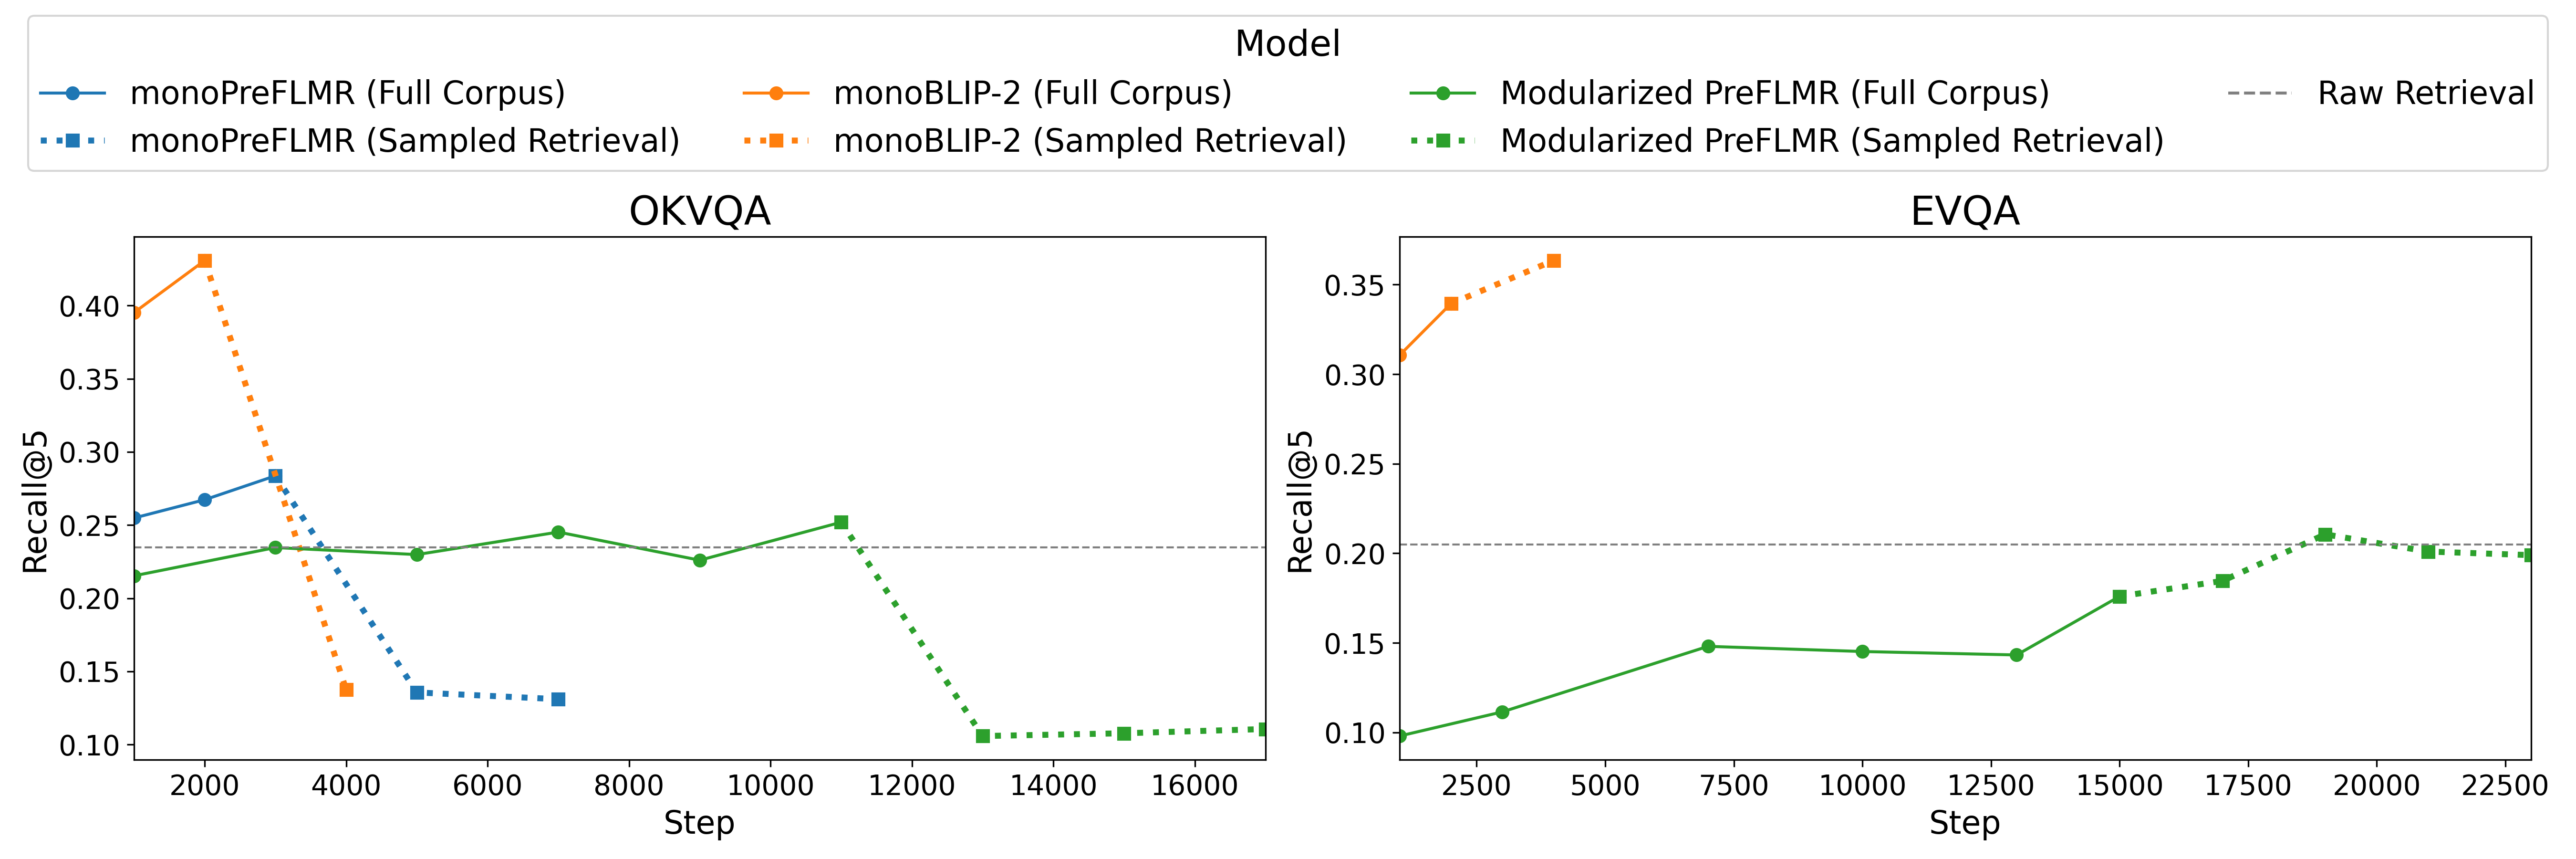 Model
monoPreFLMR (Full Corpus) monoBLIP-2 (Full Corpus) Modularized PreFLMR (Full Corpus) Raw Retrieval
monoPreFLMR (Sampled Retrieval) monoBLIP-2 (Sampled Retrieval) Modularized PreFLMR (Sampled Retrieval)
OKVQA
Recall@5
0.40
0.35
0.30
0.25
0.20
0.15
0.10
2000 4000 6000 8000 10000 12000 14000 16000
Step
EVQA
Recall@5
0.35
0.30
0.25
0.20
0.15
0.10
2500 5000 7500 10000 12500 15000 17500 20000 22500
Step